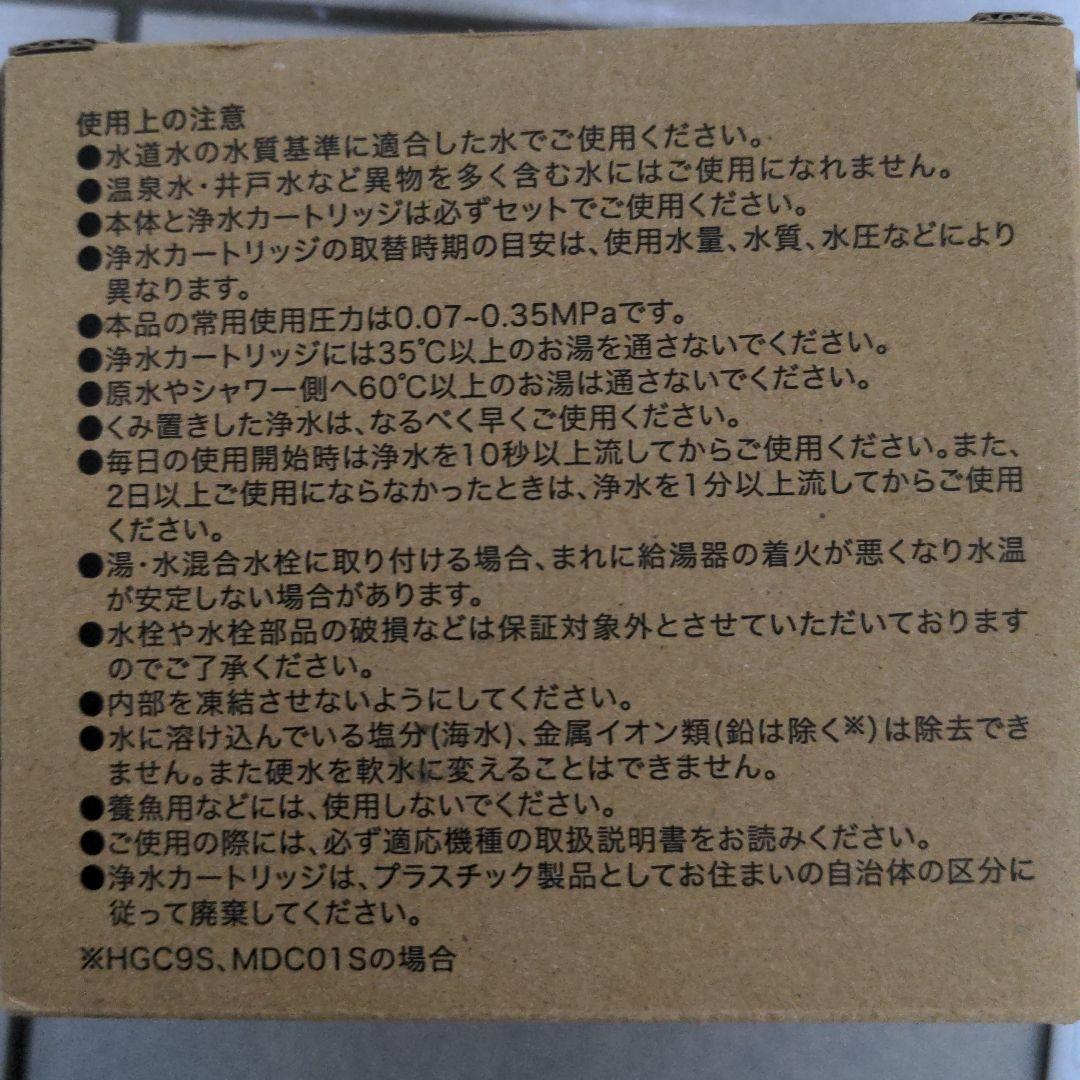 使用上の注意
●水道水の水質基準に適合した水でご使用ください。
●温泉水・井戸水など異物を多く含む水にはご使用になれません。
●本体と浄水カートリッジは必ずセットでご使用ください。
●浄水カートリッジの取替時期の目安は、使用水量、水質、水圧などにより
異なります。
●本品の常用使用圧力は0.07~0.35MPaです。
●浄水カートリッジには35℃以上のお湯を通さないでください。
●原水やシャワー側へ60℃以上のお湯は通さないでください。
●くみ置きした浄水は、なるべく早くご使用ください。
●毎日の使用開始時は浄水を10秒以上流してからご使用ください。また、
2日以上ご使用にならなかったときは、浄水を1分以上流してからご使用
ください。
●湯・水混合水栓に取り付ける場合、まれに給湯器の着火が悪くなり水温
が安定しない場合があります。
●水栓や水栓部品の破損などは保証対象外とさせていただいております
のでご了承ください。
●内部を凍結させないようにしてください。
●水に溶け込んでいる塩分(海水)、金属イオン類(鉛は除く※)は除去でき
ません。また硬水を軟水に変えることはできません。
●養魚用などには、使用しないでください。
●ご使用の際には、必ず適応機種の取扱説明書をお読みください。
●浄水カートリッジは、プラスチック製品としてお住まいの自治体の区分に
従って廃棄してください。
※HGC9S、MDC01Sの場合